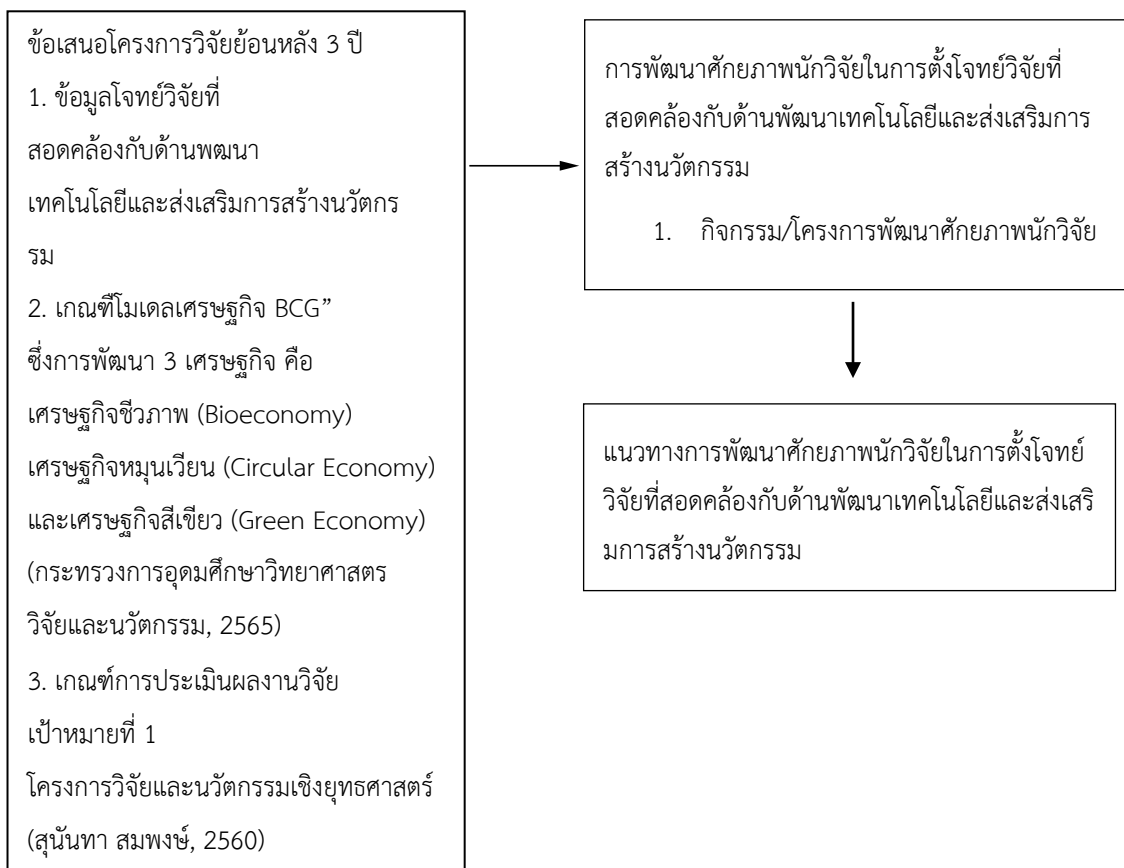 ข้อเสนอโครงการวิจัยย้อนหลัง 3 ปี
1. ข้อมูลโจทย์วิจัยที่
สอดคล้องกับด้านพฒนา
เทคโนโลยีและส่งเสริมการสร้างนวัตกร
รม
2. เกณฑ๊โมเดลเศรษฐกิจ BCG”
ซึ่งการพัฒนา 3 เศรษฐกิจ คือ
เศรษฐกิจชีวภาพ (Bioeconomy)
เศรษฐกิจหมุนเวียน (Circular Economy)
และเศรษฐกิจสีเขียว (Green Economy)
(กระทรวงการอุดมศึกษาวิทยาศาสตร
วิจัยและนวัตกรรม, 2565)
3. เกณฑ์การประเมินผลงานวิจัย
เป้าหมายที่ 1
โครงการวิจัยและนวัตกรรมเชิงยุทธศาสตร์
(สุนันทา สมพงษ์, 2560)
การพัฒนาศักยภาพนักวิจัยในการตั้งโจทย์วิจัยที่
สอดคล้องกับด้านพัฒนาเทคโนโลยีและส่งเสริมการ
สร้างนวัตกรรม
1. กิจกรรม/โครงการพัฒนาศักยภาพนักวิจัย
แนวทางการพัฒนาศักยภาพนักวิจัยในการตั้งโจทย์
วิจัยที่สอดคล้องกับด้านพัฒนาเทคโนโลยีและส่งเสริ
มการสร้างนวัตกรรม